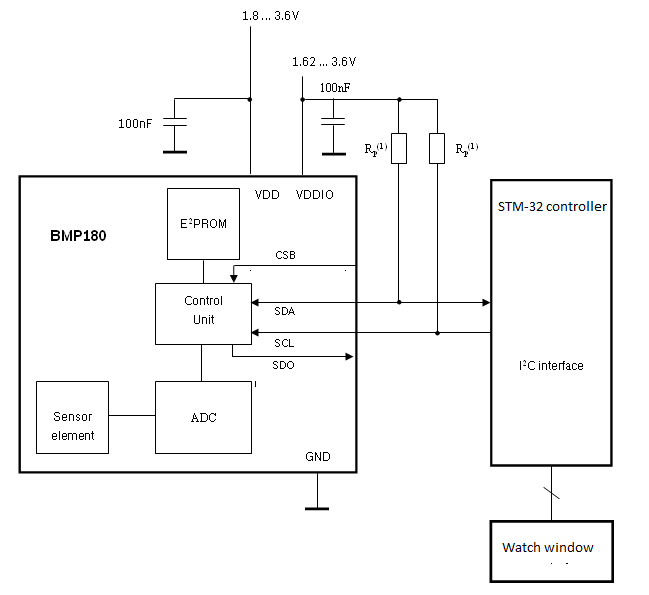 1.8 ... 3.6V
1.62 ... 3.6V
100nF
100nF
Rp(1)
Rp(1)
VDD
VDDIO
STM-32 controller
E²PROM
BMP180
CSB
Control
Unit
SDA
SCL
SDO
I²C interface
Sensor
element
ADC
GND
Watch window